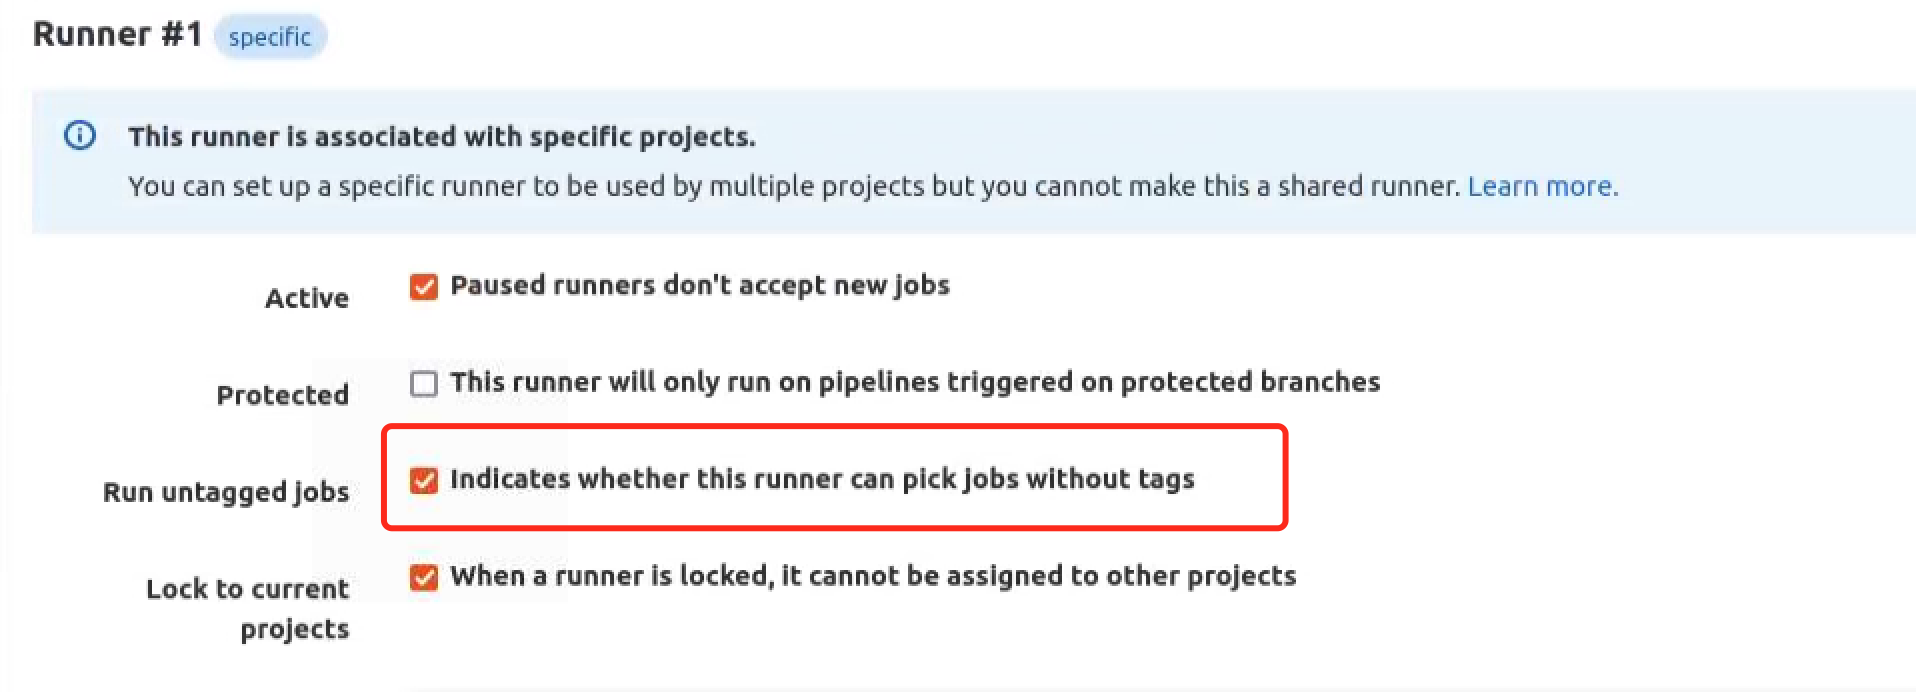 Runner #1 specific
This runner is associated with specific projects.
You can set up a specific runner to be used by multiple projects but you cannot make this a shared runner. Learn more.
Active Paused runners don't accept new jobs
Protected This runner will only run on pipelines triggered on protected branches
Run untagged jobs Indicates whether this runner can pick jobs without tags
Lock to current When a runner is locked, it cannot be assigned to other projects
projects